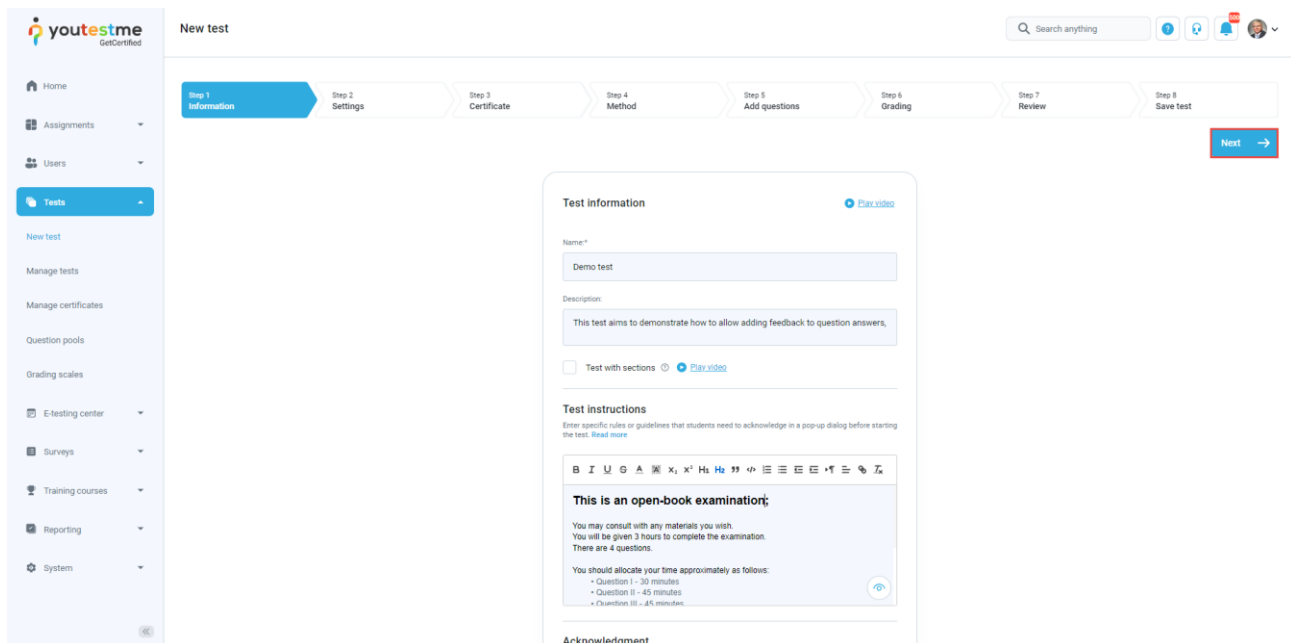 youtestme
GetCertified
New test
Search anything
?
500
Home
Assignments
Users
Tests
New test
Manage tests
Manage certificates
Question pools
Grading scales
E-testing center
Surveys
Training courses
Reporting
System
Step 1
Information
Step 2
Settings
Step 3
Certificate
Step 4
Method
Step 5
Add questions
Step 6
Grading
Step 7
Review
Step 8
Save test
Next
Test information
Play video
Name:*
Demo test
Description:
This test aims to demonstrate how to allow adding feedback to question answers,
Test with sections ? Play video
Test instructions
Enter specific rules or guidelines that students need to acknowledge in a pop-up dialog before starting
the test. Read more
B I U S A A X₂ X² H₁ H₂ ” </>
This is an open-book examination;
You may consult with any materials you wish.
You will be given 3 hours to complete the examination.
There are 4 questions.
You should allocate your time approximately as follows:
• Question I - 30 minutes
• Question II - 45 minutes
• Question III - 45 minutes
Acknowledgment